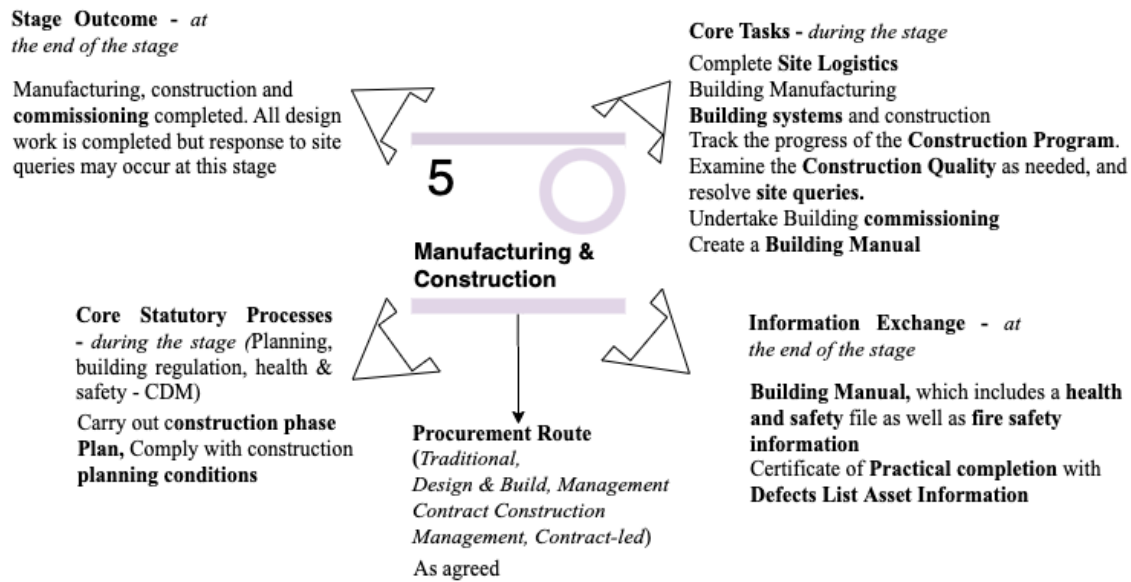 Stage Outcome - at
the end of the stage
Manufacturing, construction and
commissioning completed. All design
work is completed but response to site
queries may occur at this stage
Core Tasks - during the stage
Complete Site Logistics
Building Manufacturing
Building systems and construction
Track the progress of the Construction Program.
Examine the Construction Quality as needed, and
resolve site queries.
Undertake Building commissioning
Create a Building Manual
5
Manufacturing &
Construction
Core Statutory Processes
- during the stage (Planning,
building regulation, health &
safety - CDM)
Carry out construction phase
Plan, Comply with construction
planning conditions
Procurement Route
(Traditional,
Design & Build, Management
Contract Construction
Management, Contract-led)
As agreed
Information Exchange - at
the end of the stage
Building Manual, which includes a health
and safety file as well as fire safety
information
Certificate of Practical completion with
Defects List Asset Information